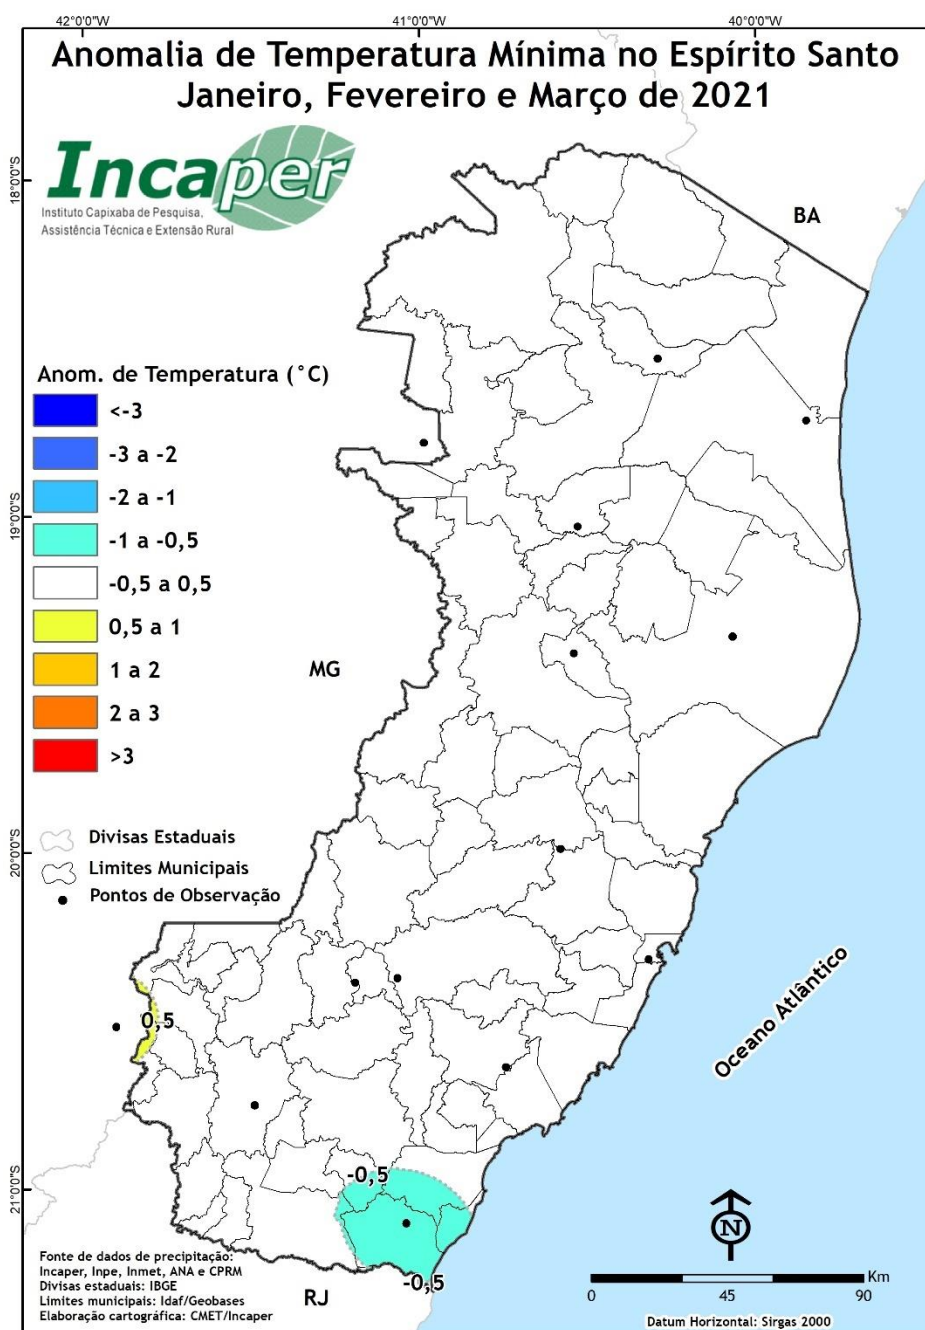 42°0'0"W
41°0'0"W
40°0'0"W
Anomalia de Temperatura Mínima no Espírito Santo
Janeiro, Fevereiro e Março de 2021
Incaper
Instituto Capixaba de Pesquisa,
Assistência Técnica e Extensão Rural
18°0'0"S
BA
Anom. de Temperatura (°C)
<-3
-3 a -2
-2 a -1
-1 a -0,5
-0,5 a 0,5
0,5 a 1
1 a 2
2 a 3
>3
19°0'0"S
MG
Divisas Estaduais
Limites Municipais
Pontos de Observação
20°0'0"S
0,5
Oceano Atlântico
-0,5
21°0'0"S
-0,5
N
Km
0 45 90
Fonte de dados de precipitação:
Incaper, Inpe, Inmet, ANA e CPRM
Divisas estaduais: IBGE
Limites municipais: Idaf/Geobases
Elaboração cartográfica: CMET/Incaper
RJ
Datum Horizontal: Sirgas 2000